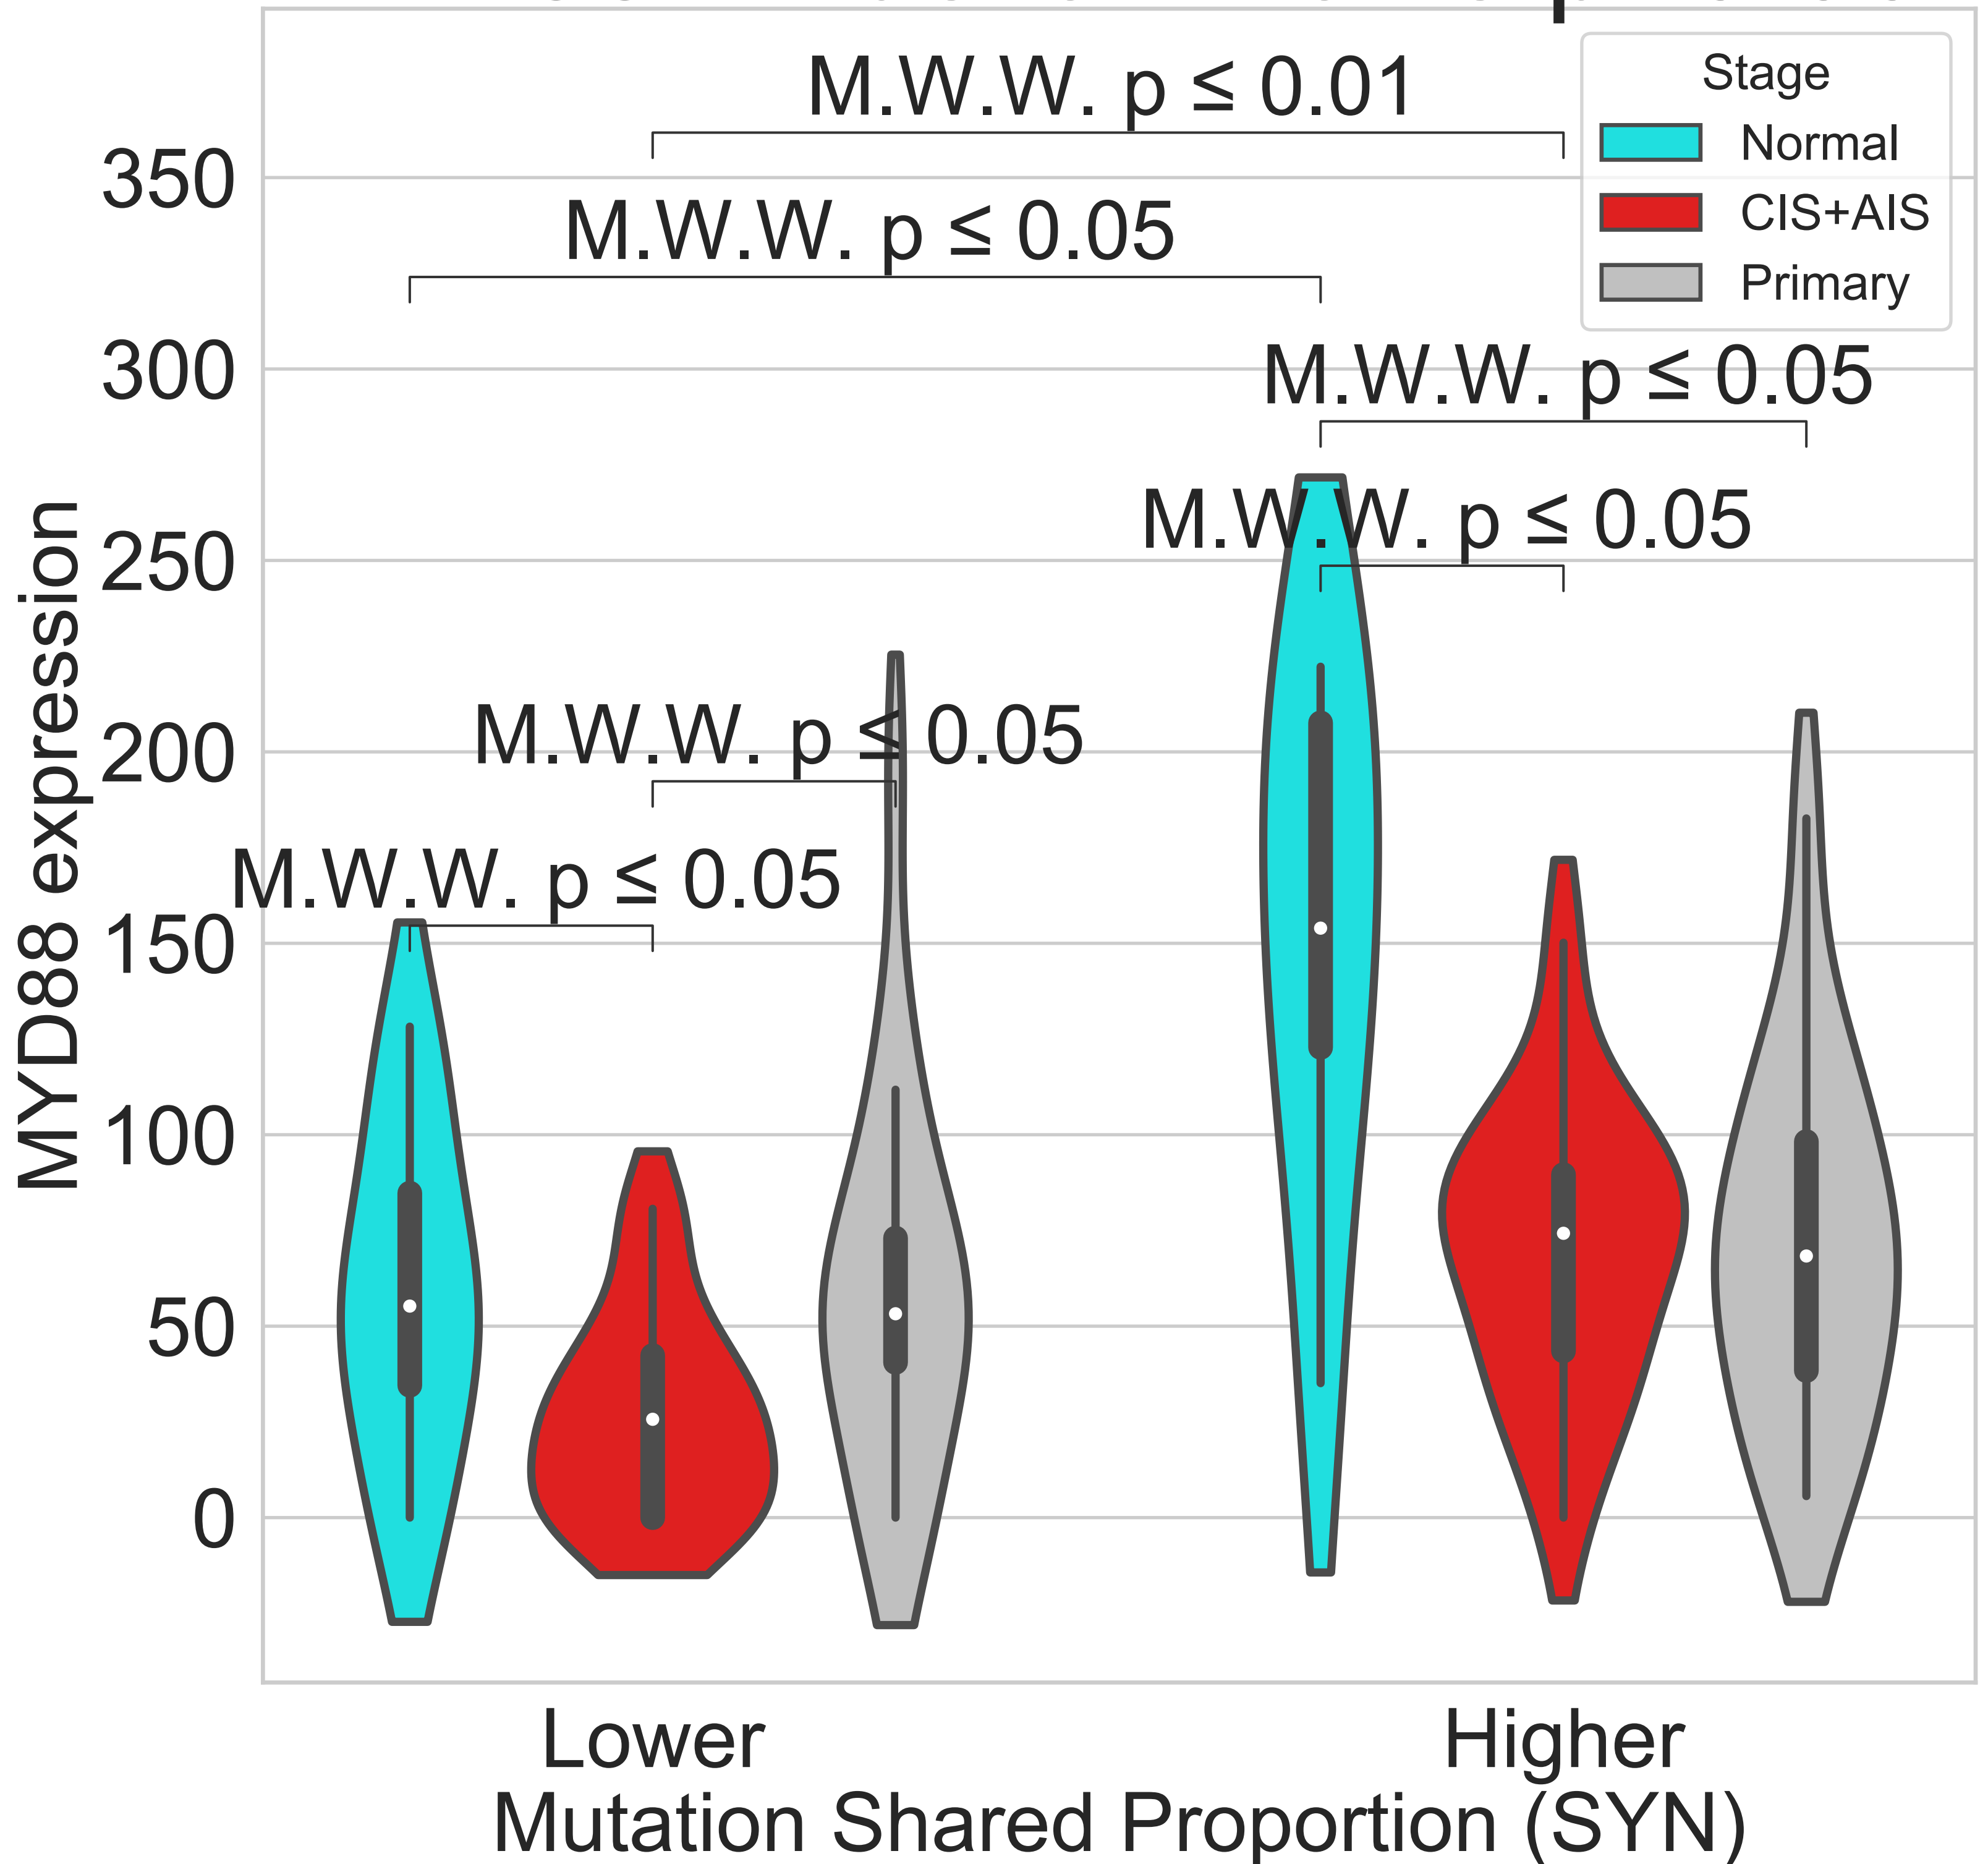 M.W.W. p ≤ 0.01
Stage
Normal
CIS+AIS
Primary
350
M.W.W. p ≤ 0.05
300
M.W.W. p ≤ 0.05
M.W.W. p ≤ 0.05
250
M.W.W. p ≤ 0.05
200
M.W.W. p ≤ 0.05
150
100
50
0
MYD88 expression
Lower
Higher
Mutation Shared Proportion (SYN)